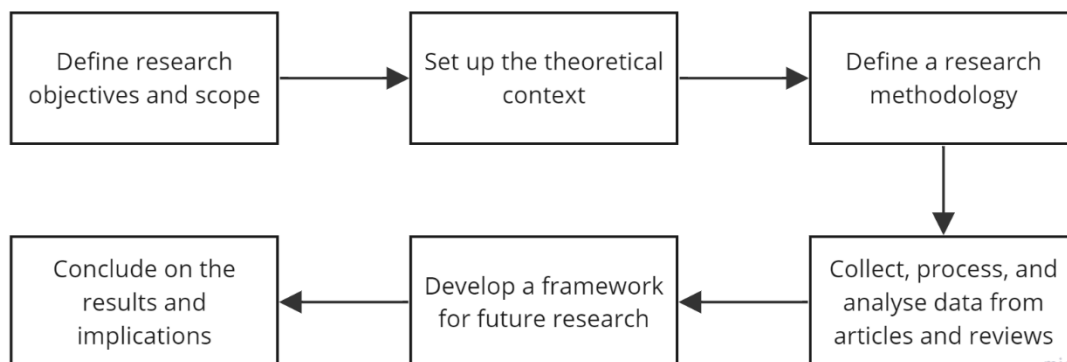 Define research
objectives and scope
Set up the theoretical
context
Define a research
methodology
Collect, process, and
analyse data from
articles and reviews
Develop a framework
for future research
Conclude on the
results and
implications